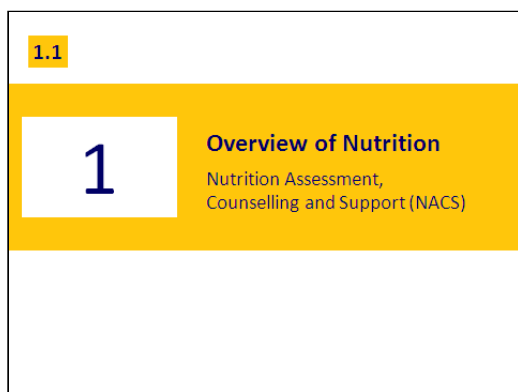 1.1
1
Overview of Nutrition
Nutrition Assessment,
Counselling and Support (NACS)